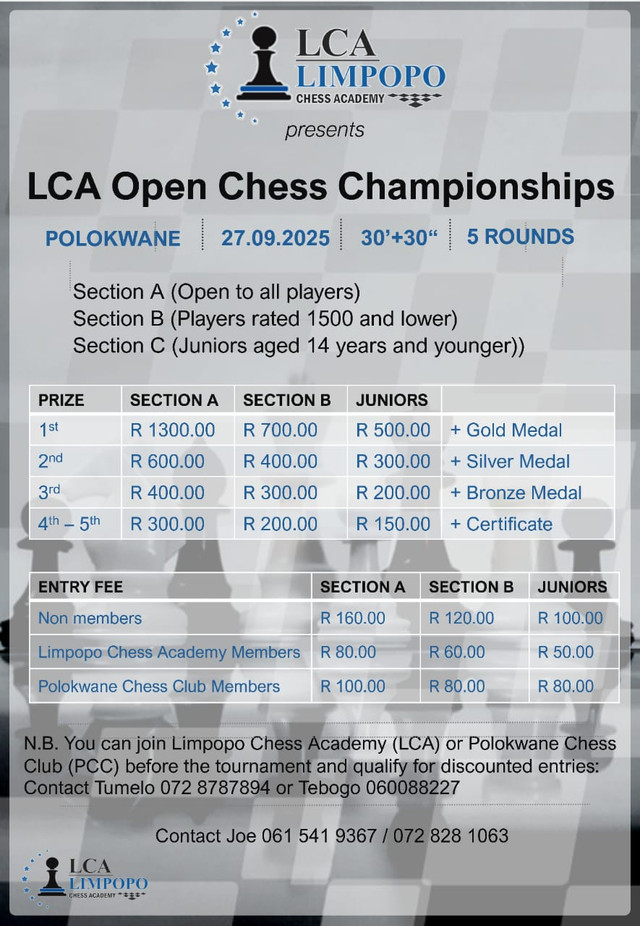 LCA
LIMPOPO
CHESS ACADEMY
presents
LCA Open Chess Championships
POLOKWANE 27.09.2025 30’+30“ 5 ROUNDS
Section A (Open to all players)
Section B (Players rated 1500 and lower)
Section C (Juniors aged 14 years and younger))
PRIZE SECTION A SECTION B JUNIORS
1st R 1300.00 R 700.00 R 500.00 + Gold Medal
2nd R 600.00 R 400.00 R 300.00 + Silver Medal
3rd R 400.00 R 300.00 R 200.00 + Bronze Medal
4th – 5th R 300.00 R 200.00 R 150.00 + Certificate
ENTRY FEE SECTION A SECTION B JUNIORS
Non members R 160.00 R 120.00 R 100.00
Limpopo Chess Academy Members R 80.00 R 60.00 R 50.00
Polokwane Chess Club Members R 100.00 R 80.00 R 80.00
N.B. You can join Limpopo Chess Academy (LCA) or Polokwane Chess
Club (PCC) before the tournament and qualify for discounted entries:
Contact Tumelo 072 8787894 or Tebogo 060088227
Contact Joe 061 541 9367 / 072 828 1063
LCA
LIMPOPO
CHESS ACADEMY